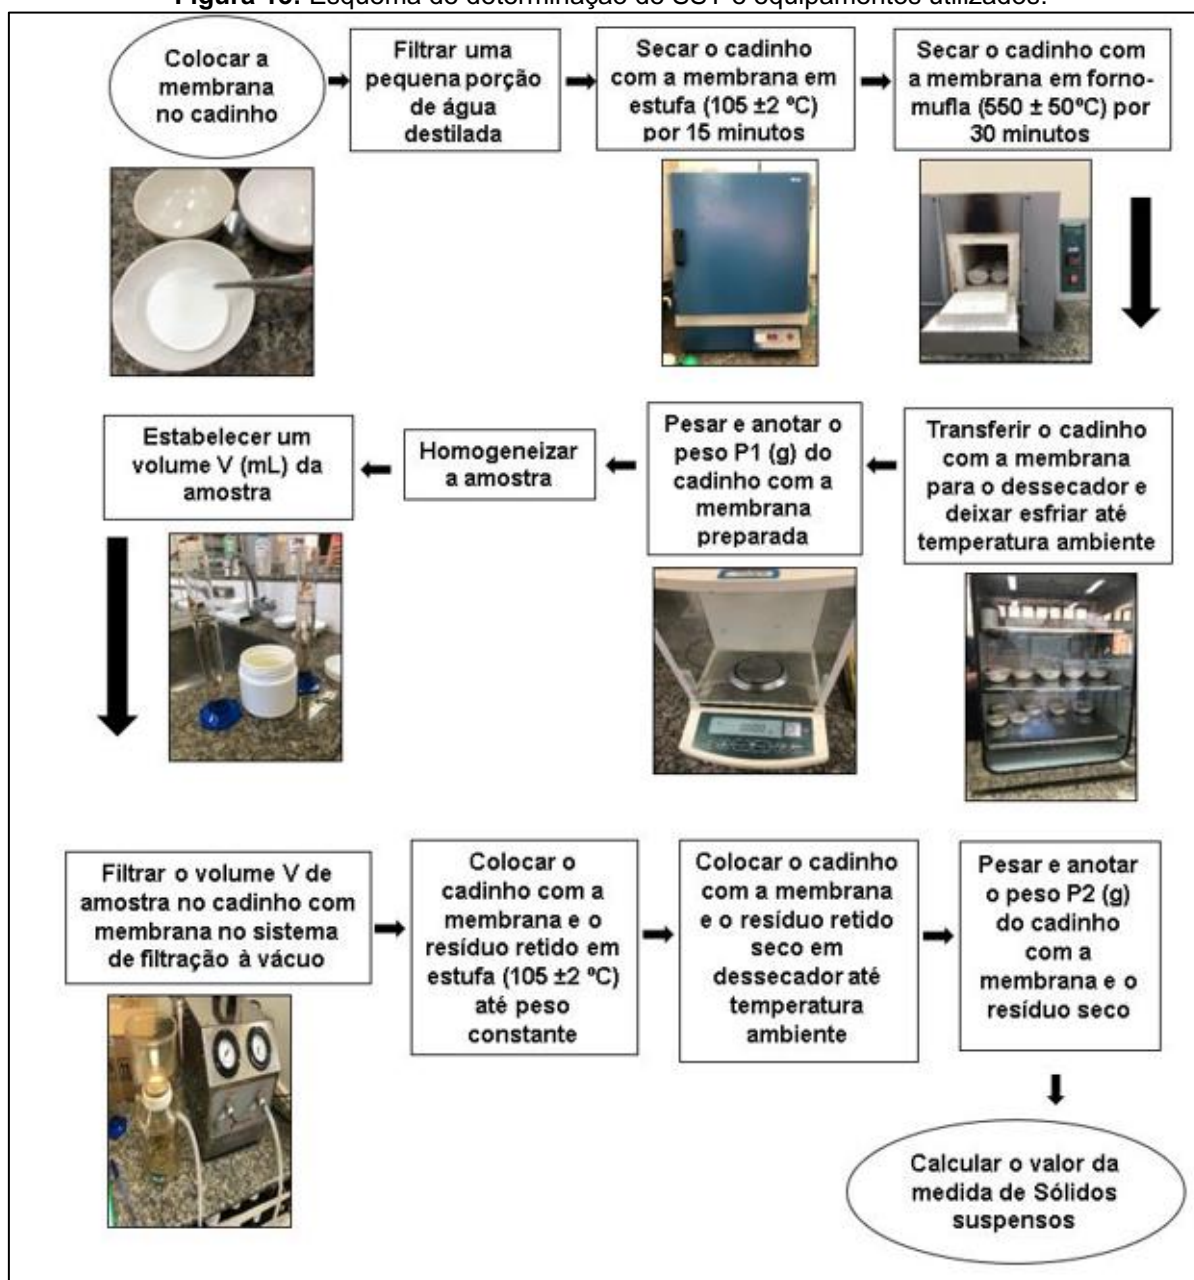 Figura 15: Esquema de determinação de SST e equipamentos utilizados.
Colocar a
membrana
no cadinho
Filtrar uma
pequena porção
de água
destilada
Secar o cadinho
com a membrana em
estufa (105 ±2 ºC)
por 15 minutos
Secar o cadinho com
a membrana em forno-
mufla (550 ± 50ºC) por
30 minutos
Transferir o cadinho
com a membrana
para o dessecador e
deixar esfriar até
temperatura ambiente
Pesar e anotar o
peso P1 (g) do
cadinho com a
membrana
preparada
Homogeneizar
a amostra
Estabelecer um
volume V (mL) da
amostra
Filtrar o volume V de
amostra no cadinho com
membrana no sistema
de filtração à vácuo
Colocar o
cadinho com a
membrana e o
resíduo retido em
estufa (105 ±2 ºC)
até peso
constante
Colocar o cadinho
com a membrana
e o resíduo retido
seco em
dessecador até
temperatura
ambiente
Pesar e anotar
o peso P2 (g)
do cadinho
com a
membrana e o
resíduo seco
Calcular o valor da
medida de Sólidos
suspensos